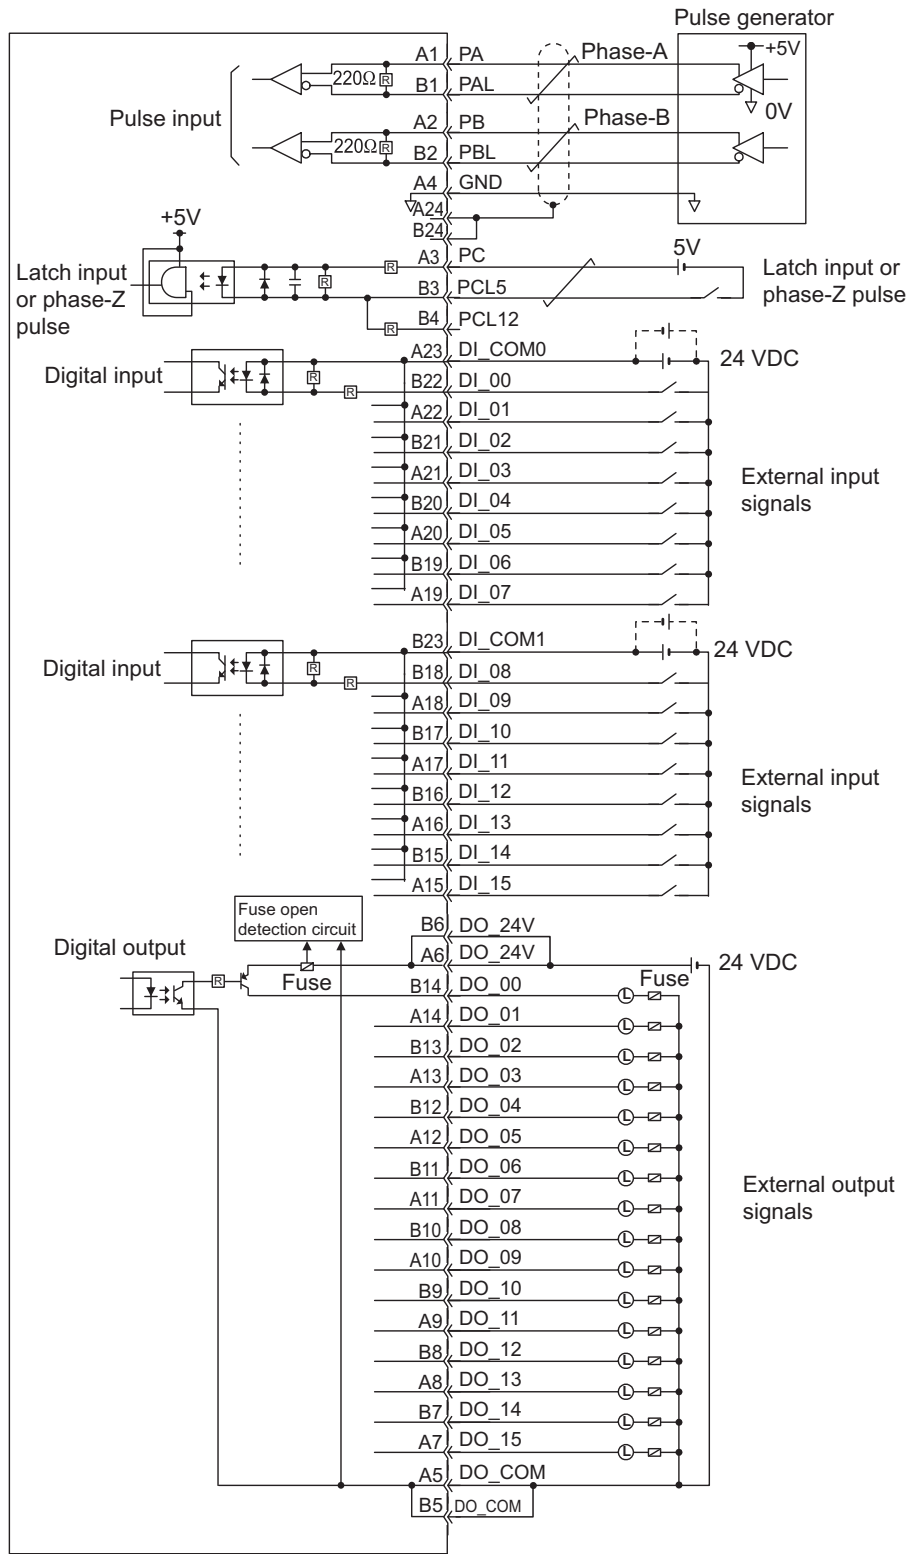 Pulse generator
A1 PA Phase-A +5V
220Ω R
B1 PAL
0V
Pulse input
A2 PB Phase-B
220Ω R
B2 PBL
A4 GND
A24
+5V
B24
A3 PC 5V
R
Latch input
or phase-Z
pulse
R
B3 PCL5
Latch input or
phase-Z pulse
B4 PCL12
R
A23 DI_COM0 24 VDC
Digital input
R
B22 DI_00
R
A22 DI_01
B21 DI_02
A21 DI_03
External input
signals
B20 DI_04
A20 DI_05
B19 DI_06
A19 DI_07
B23 DI_COM1 24 VDC
Digital input
R
B18 DI_08
R
A18 DI_09
B17 DI_10
A17 DI_11
External input
signals
B16 DI_12
A16 DI_13
B15 DI_14
A15 DI_15
Fuse open
detection circuit
B6 DO_24V
Digital output
A6 DO_24V 24 VDC
R
Fuse
B14 DO_00 Fuse
L
A14 DO_01 L
B13 DO_02 L
A13 DO_03 L
B12 DO_04 L
A12 DO_05 L
B11 DO_06 L
External output
signals
A11 DO_07 L
B10 DO_08 L
A10 DO_09 L
B9 DO_10 L
A9 DO_11 L
B8 DO_12 L
A8 DO_13 L
B7 DO_14 L
A7 DO_15 L
A5 DO_COM
B5 DO_COM